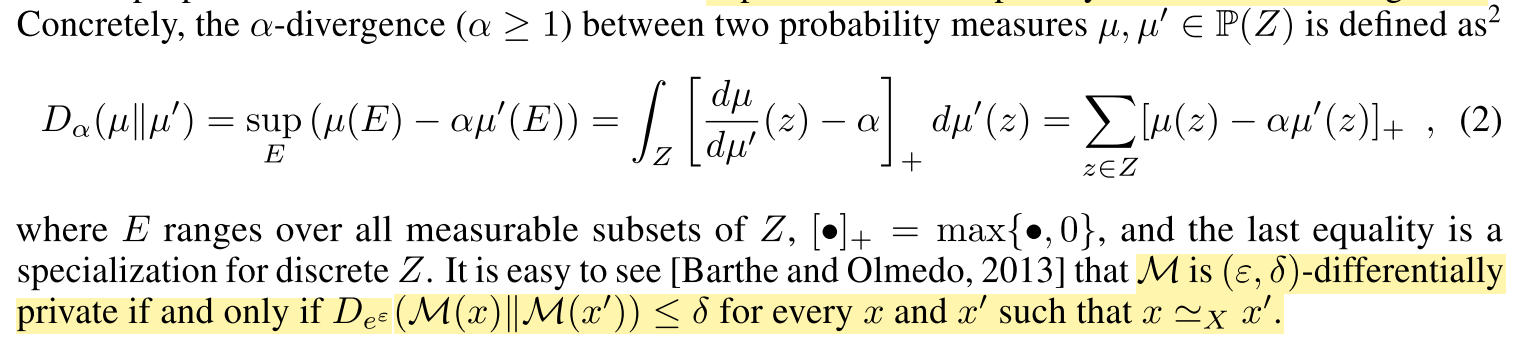 Concretely, the α-divergence (α ≥ 1) between two probability measures μ, μ′ ∈ ℙ(Z) is defined as²
D_α(μ‖μ′) = sup_E (μ(E) − αμ′(E)) = ∫_Z [dμ/dμ′(z) − α]_+ dμ′(z) = ∑_{z∈Z} [μ(z) − αμ′(z)]_+ , (2)
where E ranges over all measurable subsets of Z, [•]_+ = max{•, 0}, and the last equality is a
specialization for discrete Z. It is easy to see [Barthe and Olmedo, 2013] that ℳ is (ε, δ)-differentially
private if and only if D_{e^ε}(ℳ(x)‖ℳ(x′)) ≤ δ for every x and x′ such that x ≃_X x′.